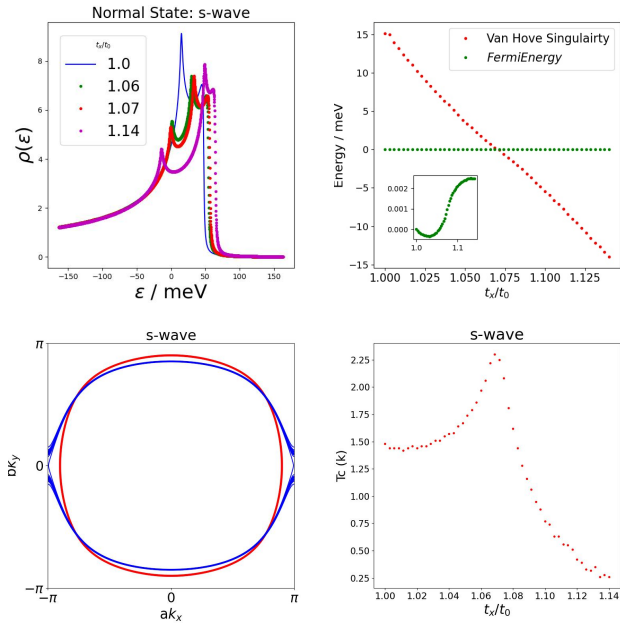 Normal State: s-wave
ρ(ε)
8
6
4
2
0
t_x/t_0
1.0
1.06
1.07
1.14
−150
−100
−50
0
50
100
150
ε / meV
Energy / meV
15
10
5
0
−5
−10
−15
Van Hove Singulairty
FermiEnergy
0.002
0.001
0.000
1.0
1.1
1.000
1.025
1.050
1.075
1.100
1.125
t_x/t_0
s-wave
bk_y
π
0
−π
−π
0
π
ak_x
s-wave
Tc (k)
2.25
2.00
1.75
1.50
1.25
1.00
0.75
0.50
0.25
1.00
1.02
1.04
1.06
1.08
1.10
1.12
1.14
t_x/t_0